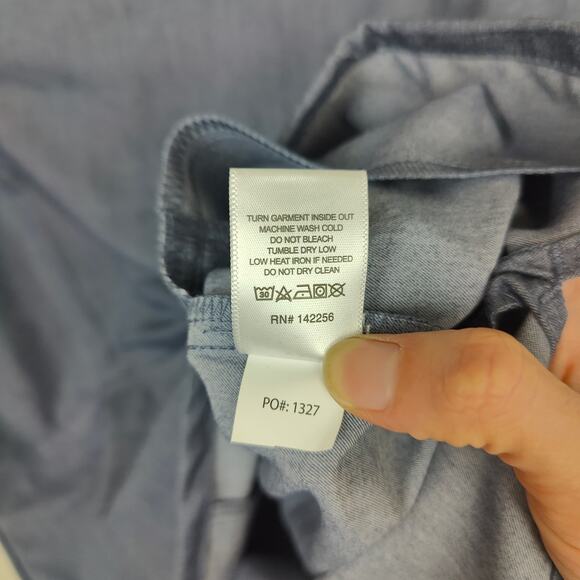 TURN GARMENT INSIDE OUT
MACHINE WASH COLD
DO NOT BLEACH
TUMBLE DRY LOW
LOW HEAT IRON IF NEEDED
DO NOT DRY CLEAN
30
RN# 142256
PO#: 1327